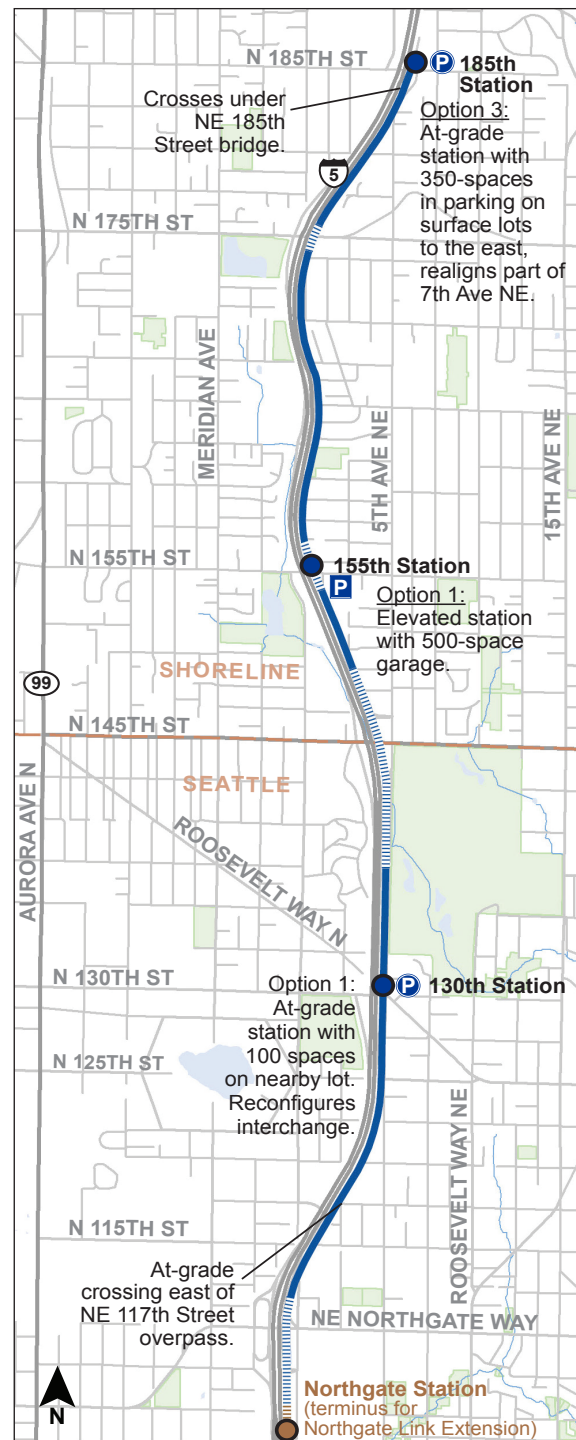 N 185TH ST
P
185th
Station
Crosses under
NE 185th
Street bridge.
Option 3:
At-grade
station with
350-spaces
in parking on
surface lots
to the east,
realigns part of
7th Ave NE.
5
N 175TH ST
MERIDIAN AVE
5TH AVE NE
15TH AVE NE
N 155TH ST
155th Station
P
Option 1:
Elevated station
with 500-space
garage.
SHORELINE
99
N 145TH ST
SEATTLE
AURORA AVE N
ROOSEVELT WAY N
N 130TH ST
P
130th Station
Option 1:
At-grade
station with
100 spaces
on nearby lot.
Reconfigures
interchange.
N 125TH ST
ROOSEVELT WAY NE
N 115TH ST
At-grade
crossing east of
NE 117th Street
overpass.
NE NORTHGATE WAY
N
Northgate Station
(terminus for
Northgate Link Extension)